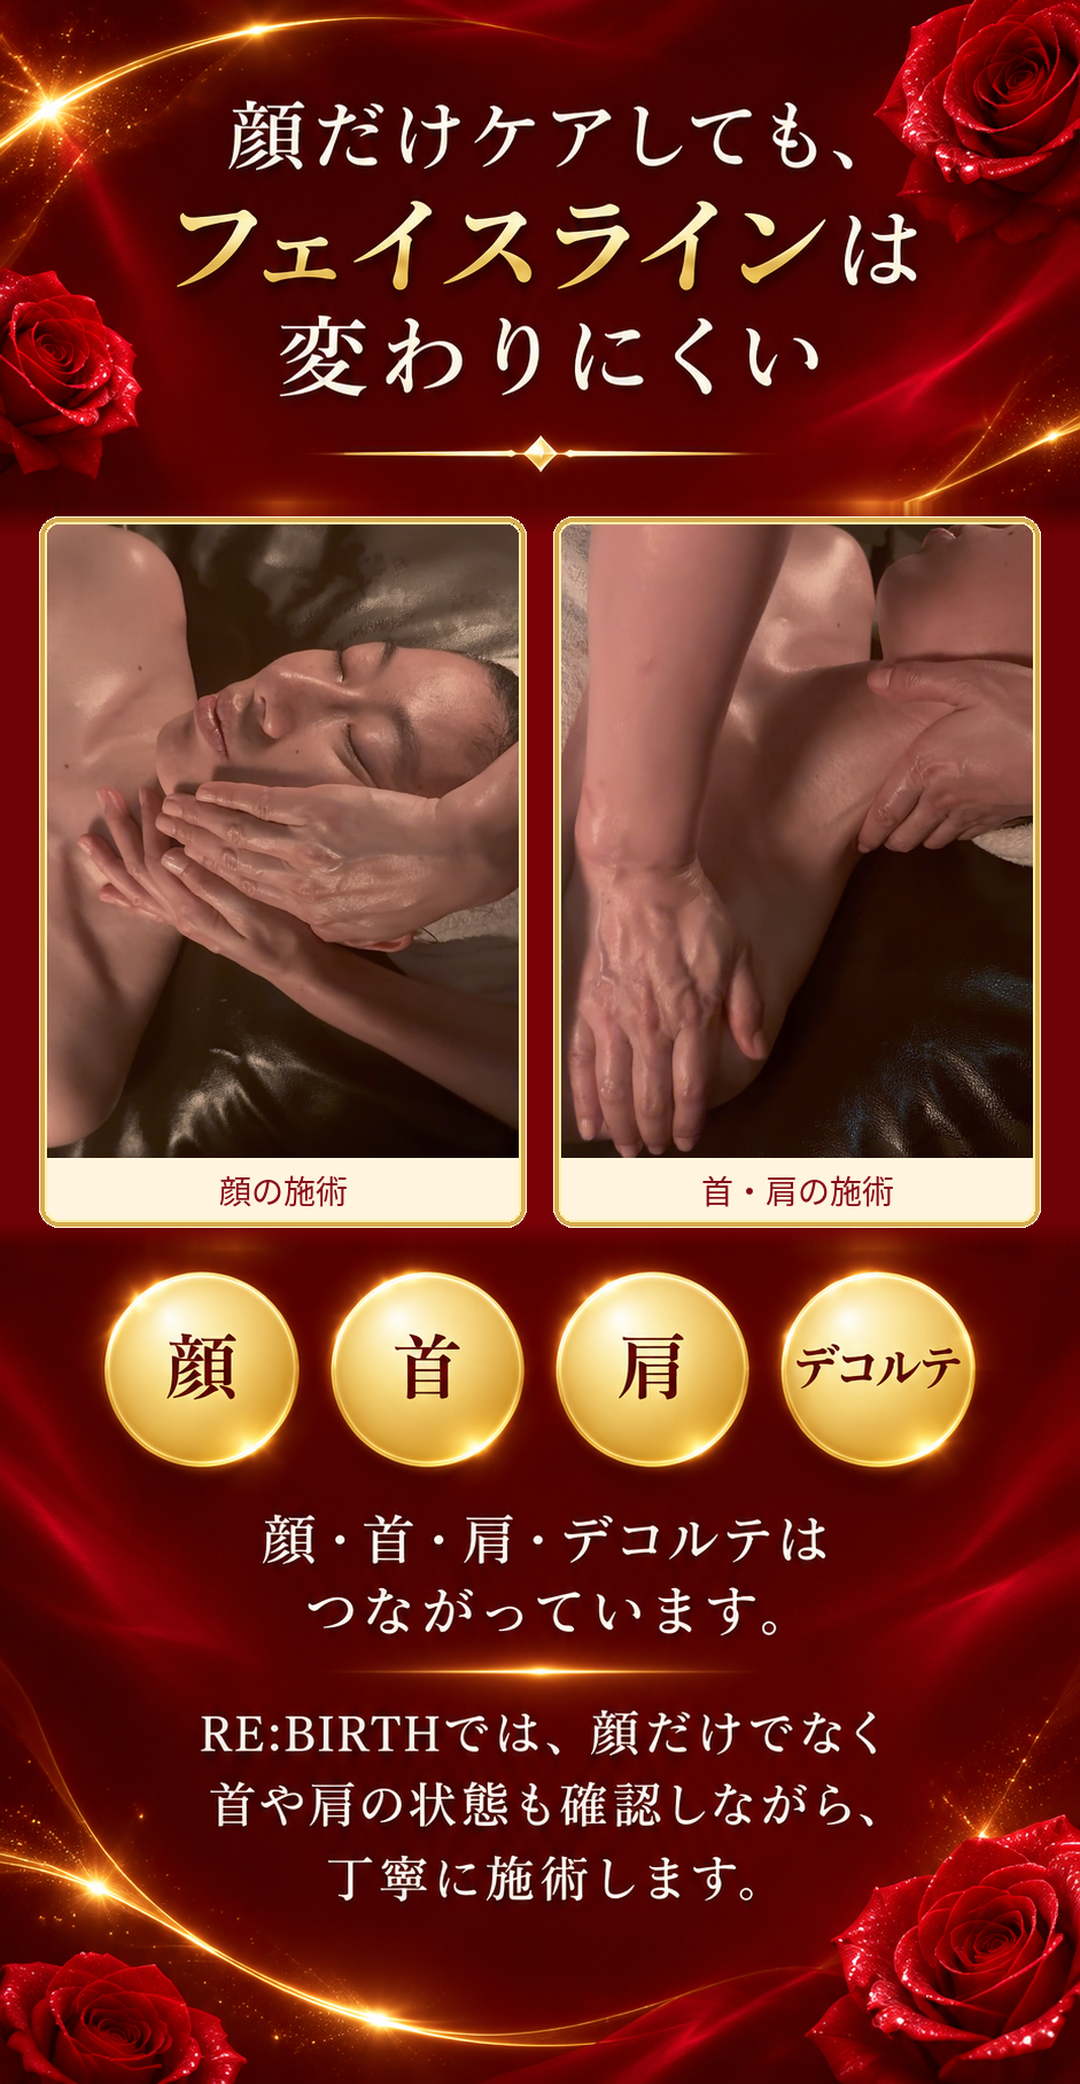 顔だけケアしても、
フェイスラインは
変わりにくい
顔の施術
首・肩の施術
顔
首
肩
デコルテ
顔・首・肩・デコルテは
つながっています。
RE:BIRTHでは、顔だけでなく
首や肩の状態も確認しながら、
丁寧に施術します。